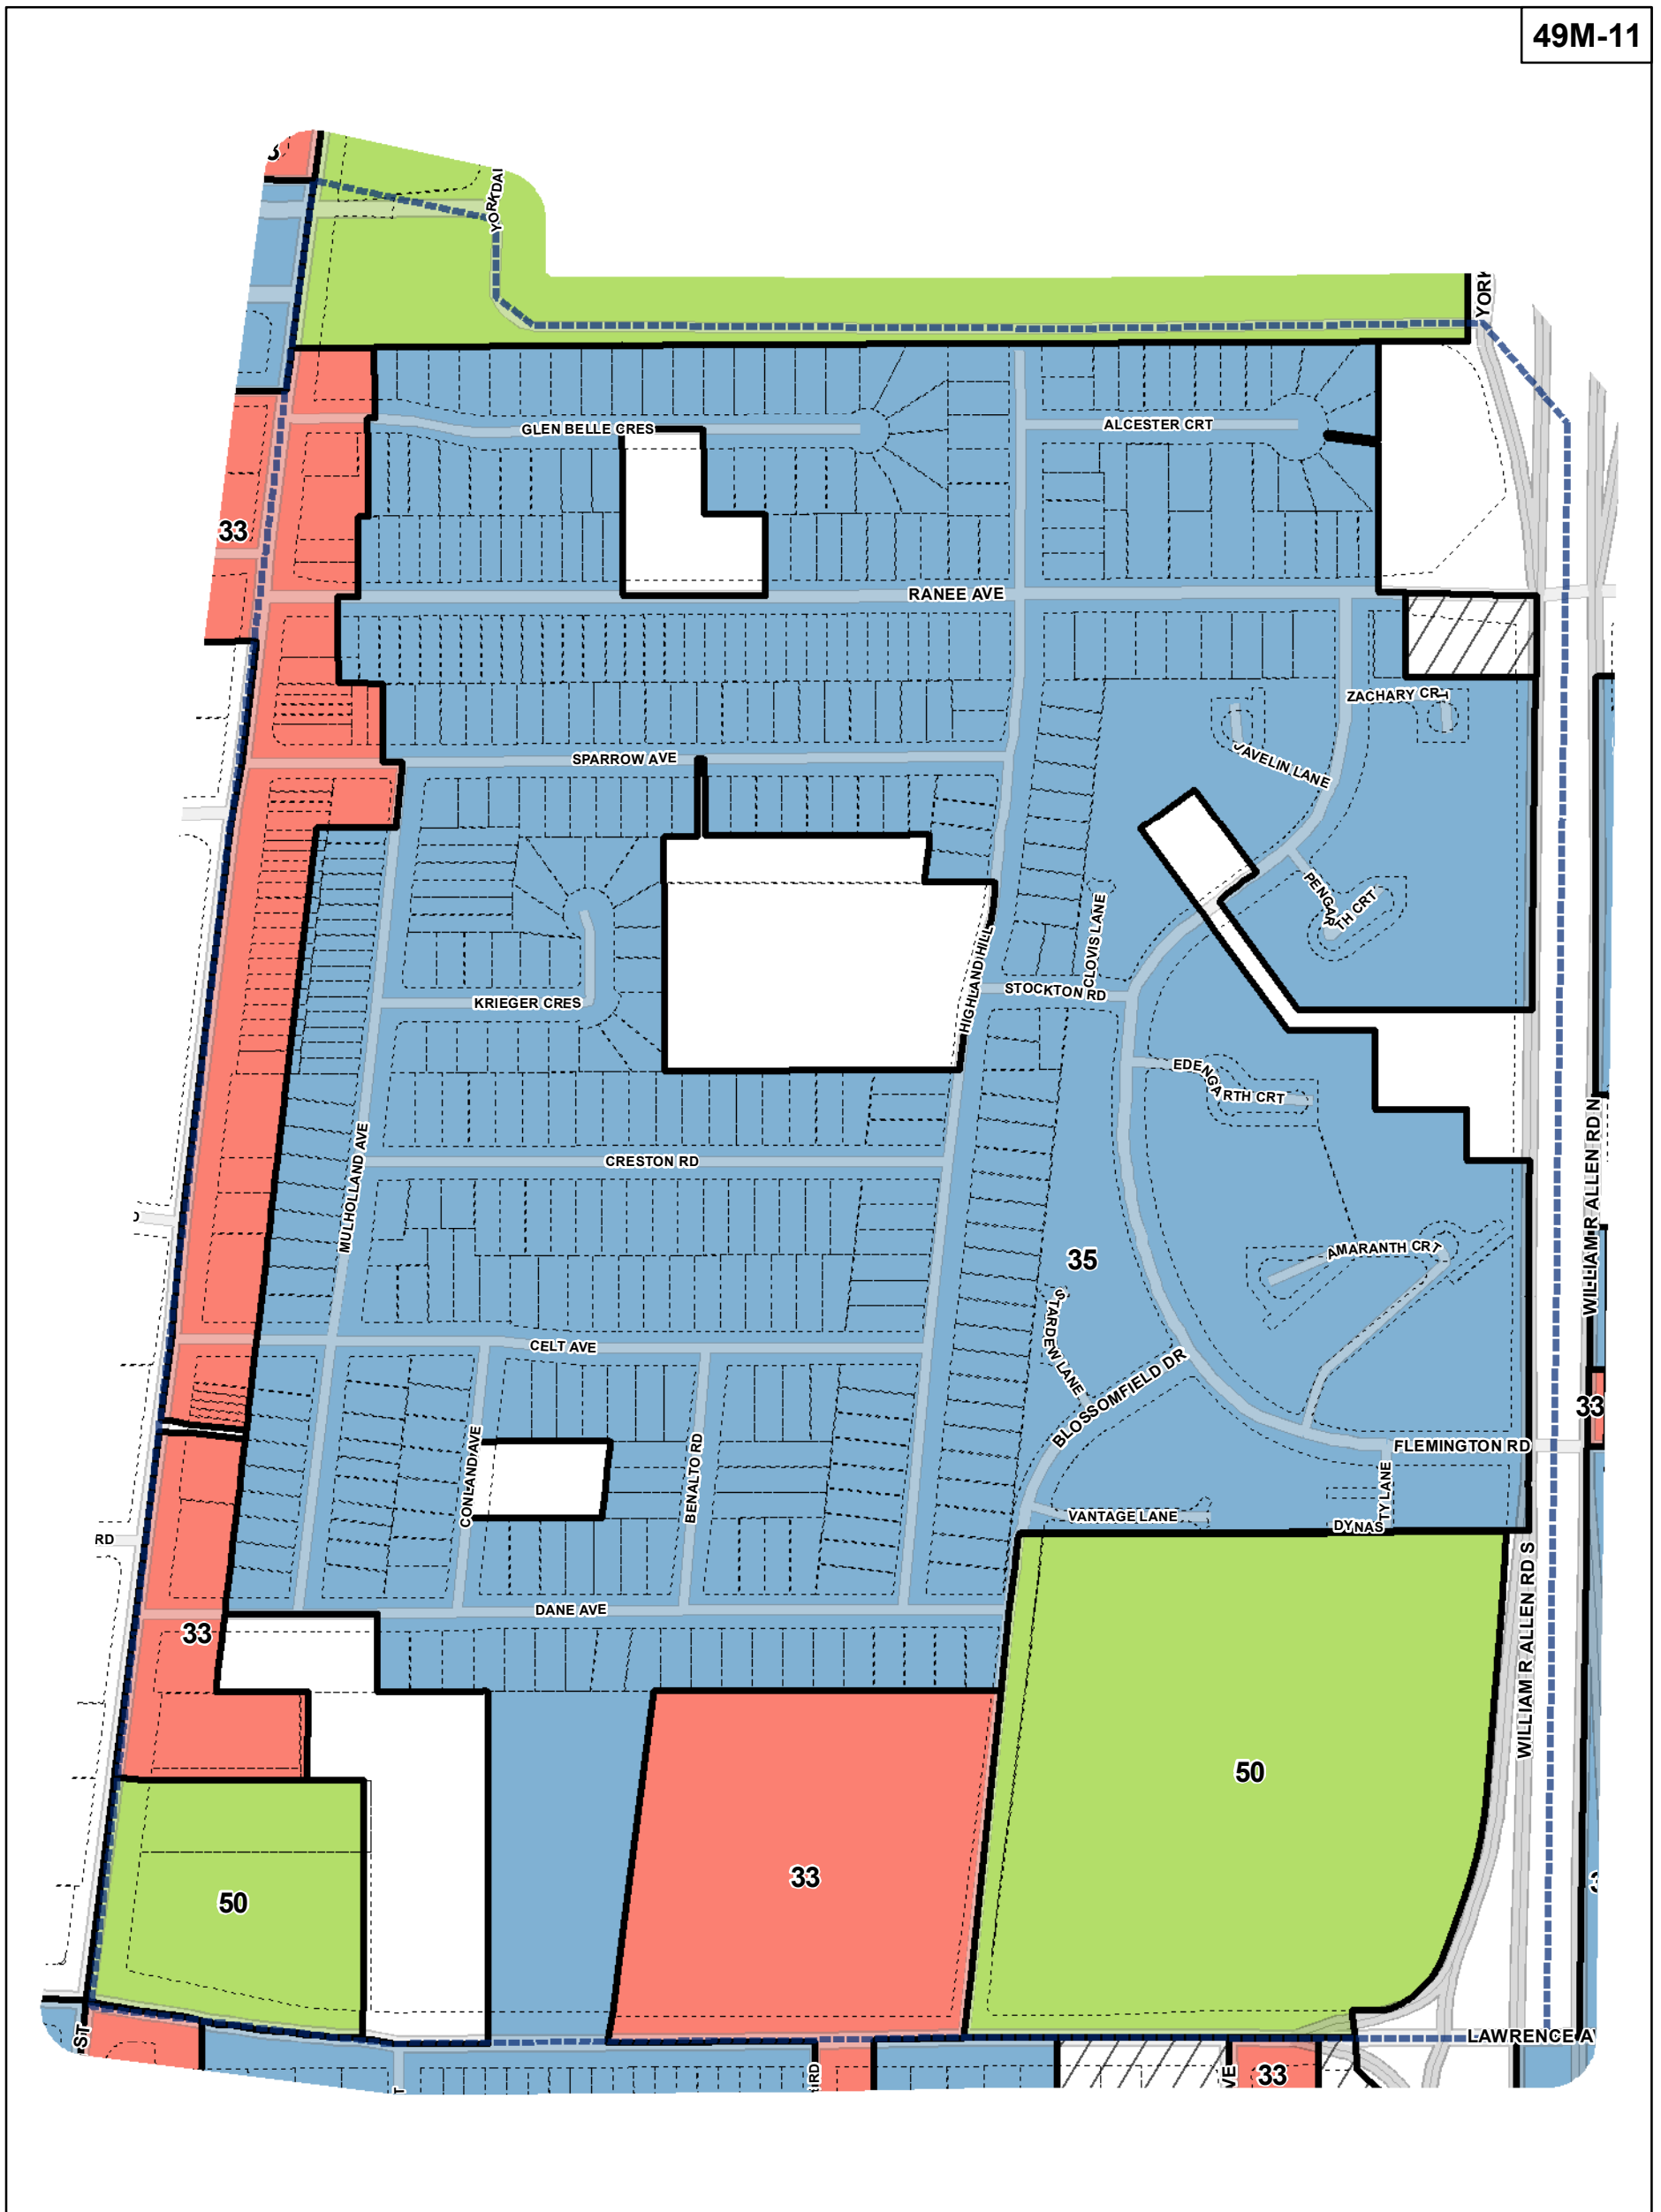 49M-11
YORKDAL
YORK
GLEN BELLE CRES
ALCESTER CRT
33
RANEE AVE
ZACHARY CRT
SPARROW AVE
JAVELIN LANE
PENGARTH CRT
CLOVIS LANE
HIGHLAND HILL
STOCKTON RD
KRIEGER CRES
EDENGARTH CRT
WILLIAM R ALLEN RD N
MULHOLLAND AVE
CRESTON RD
35
AMARANTH CRT
STARDEW LANE
CELT AVE
BLOSSOMFIELD DR
33
CONLAND AVE
BENALTO RD
FLEMINGTON RD
RD
VANTAGE LANE
DYNASTY LANE
WILLIAM R ALLEN RD S
DANE AVE
33
50
33
50
ST
LAWRENCE AV
33